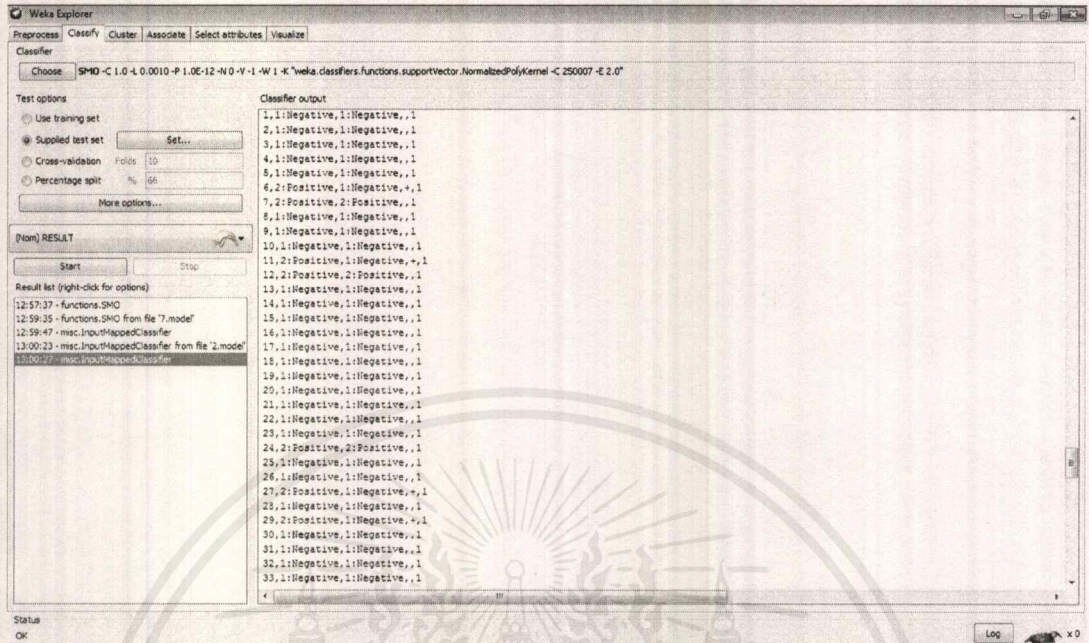 Weka Explorer
Preprocess Classify Cluster Associate Select attributes Visualize
Classifier
Choose SMO -C 1.0 -L 0.0010 -P 1.0E-12 -N 0 -V -1 -W 1 -K "weka.classifiers.functions.supportVector.NormalizedPolyKernel -C 250007 -E 2.0"
Test options
Use training set
Supplied test set Set...
Cross-validation Folds 10
Percentage split % 66
More options...
(Nom) RESULT
Start Stop
Result list (right-click for options)
12:57:37 - functions.SMO
12:59:35 - functions.SMO from file '7.model'
12:59:47 - misc.InputMappedClassifier
13:00:23 - misc.InputMappedClassifier from file '2.model'
13:00:27 - misc.InputMappedClassifier
Classifier output
1,1:Negative,1:Negative,,1
2,1:Negative,1:Negative,,1
3,1:Negative,1:Negative,,1
4,1:Negative,1:Negative,,1
5,1:Negative,1:Negative,,1
6,2:Positive,1:Negative,+,1
7,2:Positive,2:Positive,,1
8,1:Negative,1:Negative,,1
9,1:Negative,1:Negative,,1
10,1:Negative,1:Negative,,1
11,2:Positive,1:Negative,+,1
12,2:Positive,2:Positive,,1
13,1:Negative,1:Negative,,1
14,1:Negative,1:Negative,,1
15,1:Negative,1:Negative,,1
16,1:Negative,1:Negative,,1
17,1:Negative,1:Negative,,1
18,1:Negative,1:Negative,,1
19,1:Negative,1:Negative,,1
20,1:Negative,1:Negative,,1
21,1:Negative,1:Negative,,1
22,1:Negative,1:Negative,,1
23,1:Negative,1:Negative,,1
24,2:Positive,2:Positive,,1
25,1:Negative,1:Negative,,1
26,1:Negative,1:Negative,,1
27,2:Positive,1:Negative,+,1
28,1:Negative,1:Negative,,1
29,2:Positive,1:Negative,+,1
30,1:Negative,1:Negative,,1
31,1:Negative,1:Negative,,1
32,1:Negative,1:Negative,,1
33,1:Negative,1:Negative,,1
Status
OK
Log
x 0